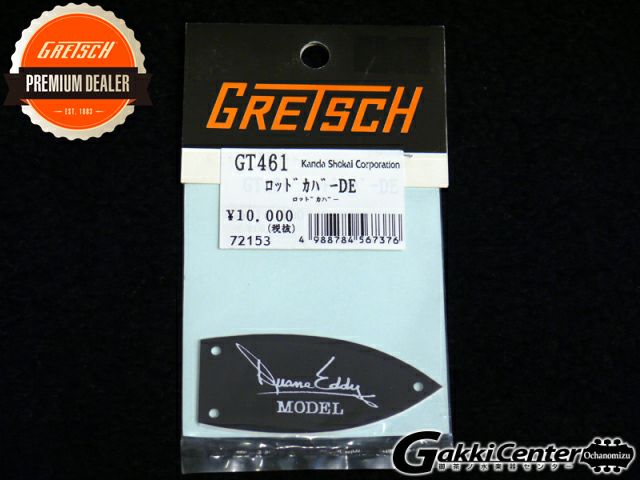 GRETSCH
PREMIUM DEALER
EST. 1883
GRETSCH
GT461 Kanda Shokai Corporation
ロッドカバーDE
ロッドカバー
¥10,000
(税抜)
72153
4 988784 567376
Duane Eddy
MODEL
GakkiCenter
Ochanomizu
御茶ノ水楽器センター